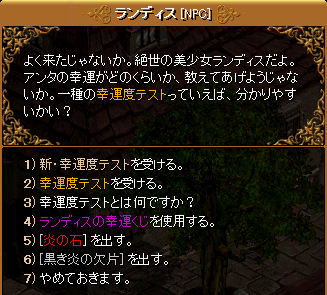 ランディス [NPC]
よく来たじゃないか。絶世の美少女ランディスだよ。
アンタの幸運がどのくらいか、教えてあげようじゃな
いか。一種の幸運度テストっていえば、分かりやす
いかい？
1) 新・幸運度テストを受ける。
2) 幸運度テストを受ける。
3) 幸運度テストとは何ですか？
4) ランディスの幸運くじを使用する。
5) [炎の石] を出す。
6) [黒き炎の欠片] を出す。
7) やめておきます。